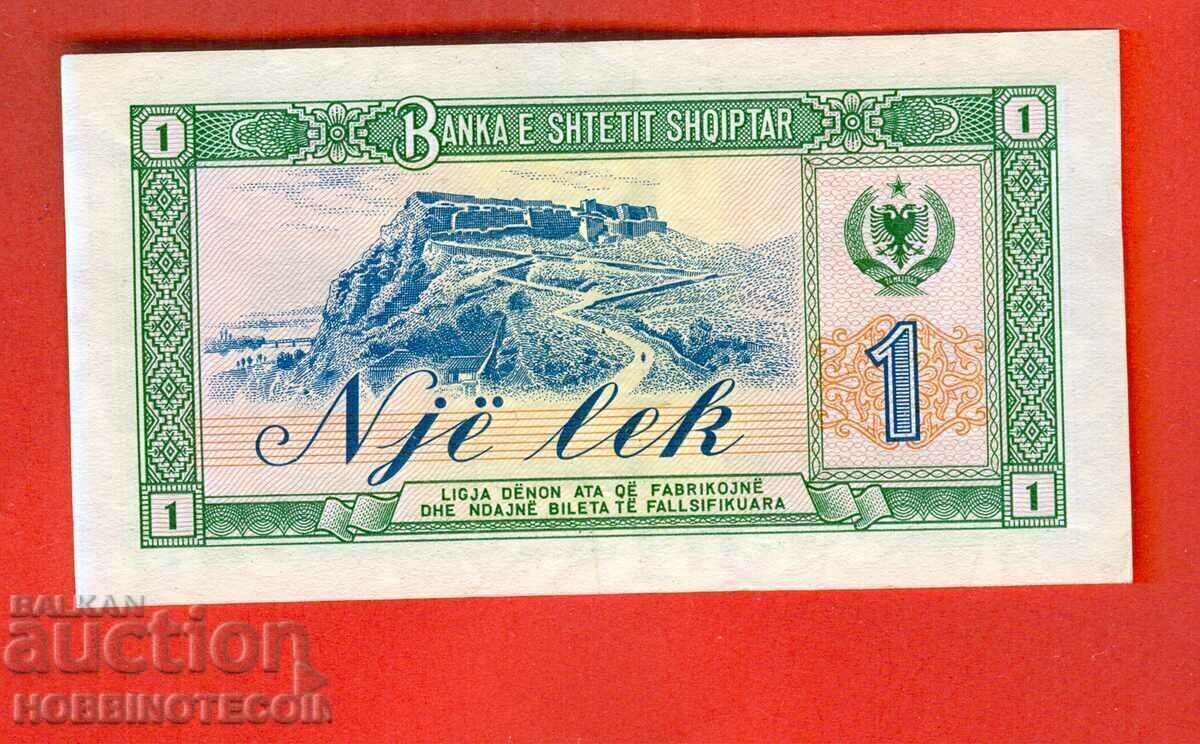 1
BANKA E SHTETIT SHQIPTAR
1
1
Një lek
LIGJA DËNON ATA QË FABRIKOJNË
DHE NDAJNË BILETA TË FALLSIFIKUARA
1
1
BALKAN
auction
HOBBINOTECOIN